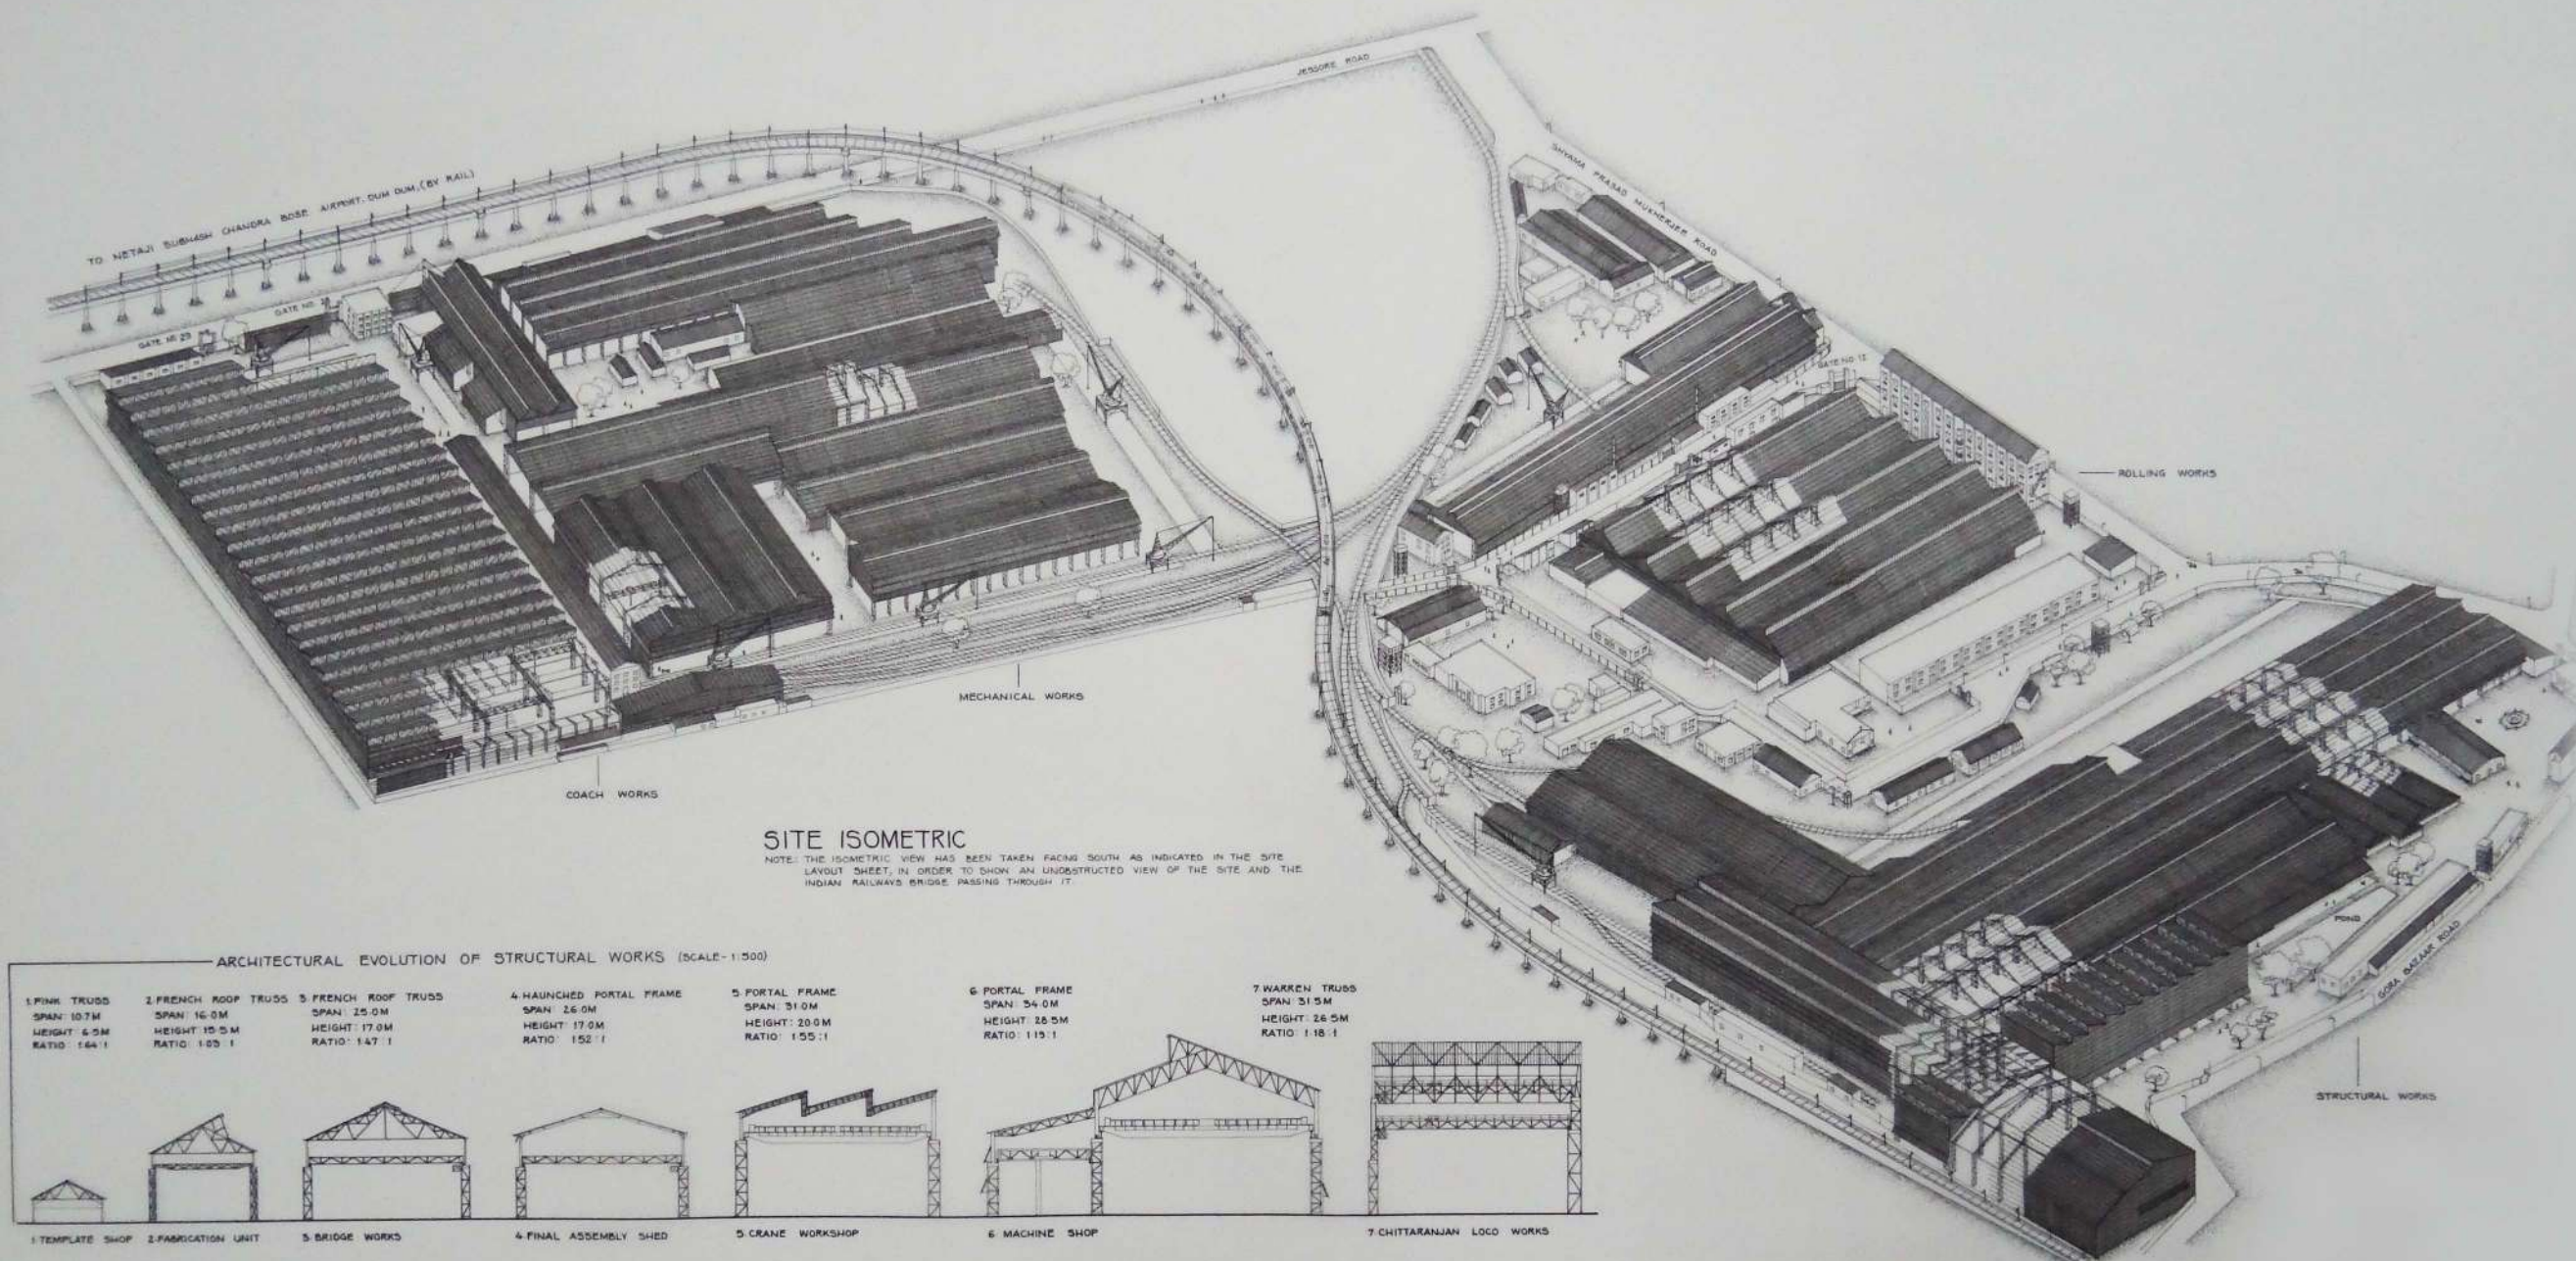 JESSORE ROAD
SHYAMA PRASAD MUKHERJEE ROAD
TO NETAJI SUBHASH CHANDRA BOSE AIRPORT, DUM DUM, (BY RAIL)
GATE NO. 28
GATE NO 29
GATE NO 12
ROLLING WORKS
MECHANICAL WORKS
COACH WORKS
POND
GORA BAZAAR ROAD
STRUCTURAL WORKS
SITE ISOMETRIC
NOTE: THE ISOMETRIC VIEW HAS BEEN TAKEN FACING SOUTH AS INDICATED IN THE SITE
LAYOUT SHEET, IN ORDER TO SHOW AN UNOBSTRUCTED VIEW OF THE SITE AND THE
INDIAN RAILWAYS BRIDGE PASSING THROUGH IT.
ARCHITECTURAL EVOLUTION OF STRUCTURAL WORKS (SCALE-1:500)
1. FINK TRUSS
SPAN: 10.7M
HEIGHT: 6.5M
RATIO: 1.64:1
2. FRENCH ROOF TRUSS
SPAN: 16.0M
HEIGHT: 15.5M
RATIO: 1.03:1
3. FRENCH ROOF TRUSS
SPAN: 25.0M
HEIGHT: 17.0M
RATIO: 1.47:1
4. HAUNCHED PORTAL FRAME
SPAN: 26.0M
HEIGHT: 17.0M
RATIO: 1.52:1
5. PORTAL FRAME
SPAN: 31.0M
HEIGHT: 20.0M
RATIO: 1.55:1
6. PORTAL FRAME
SPAN: 34.0M
HEIGHT: 28.5M
RATIO: 1.19:1
7. WARREN TRUSS
SPAN: 31.5M
HEIGHT: 26.5M
RATIO: 1.18:1
1. TEMPLATE SHOP
2. FABRICATION UNIT
3. BRIDGE WORKS
4. FINAL ASSEMBLY SHED
5. CRANE WORKSHOP
6. MACHINE SHOP
7. CHITTARANJAN LOCO WORKS